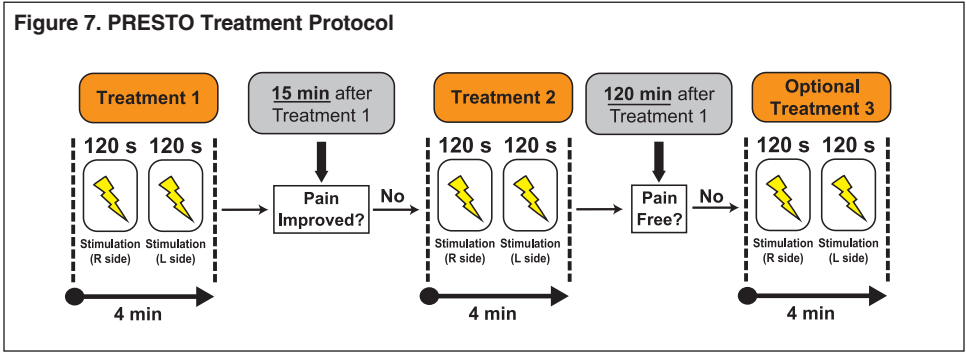 Figure 7. PRESTO Treatment Protocol
Treatment 1
15 min after
Treatment 1
Treatment 2
120 min after
Treatment 1
Optional
Treatment 3
120 s 120 s
Stimulation
(R side)
Stimulation
(L side)
4 min
Pain
Improved?
No
120 s 120 s
Stimulation
(R side)
Stimulation
(L side)
4 min
Pain
Free?
No
120 s 120 s
Stimulation
(R side)
Stimulation
(L side)
4 min